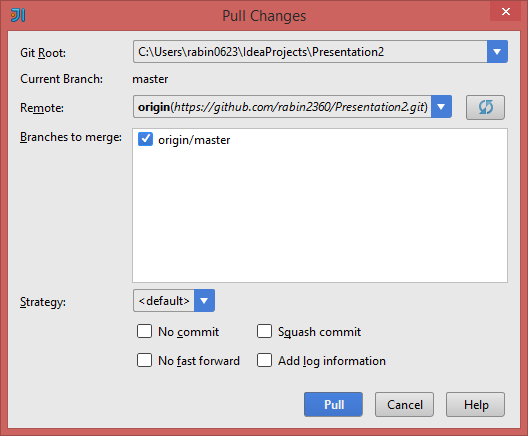 JI Pull Changes
Git Root: C:\Users\rabin0623\IdeaProjects\Presentation2
Current Branch: master
Remote: origin(https://github.com/rabin2360/Presentation2.git)
Branches to merge: origin/master
Strategy: <default>
No commit Squash commit
No fast forward Add log information
Pull Cancel Help